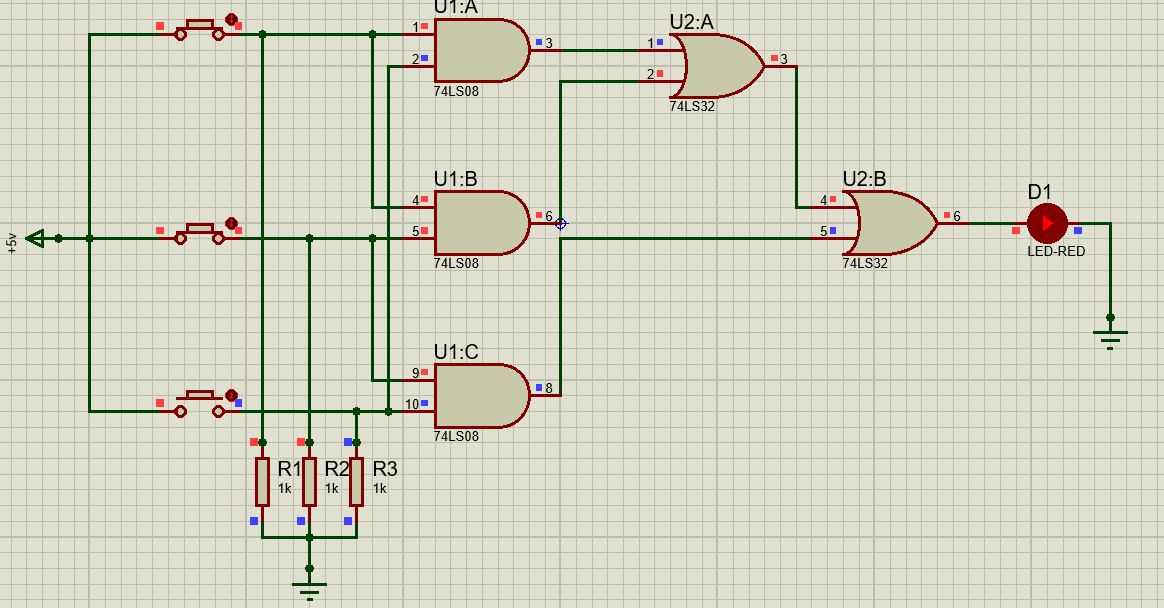 U1:A
U2:A
1
2
3
74LS08
1
2
3
74LS32
U1:B
4
5
6
74LS08
U2:B
4
5
6
74LS32
D1
LED-RED
+5v
U1:C
9
10
8
74LS08
R1
1k
R2
1k
R3
1k